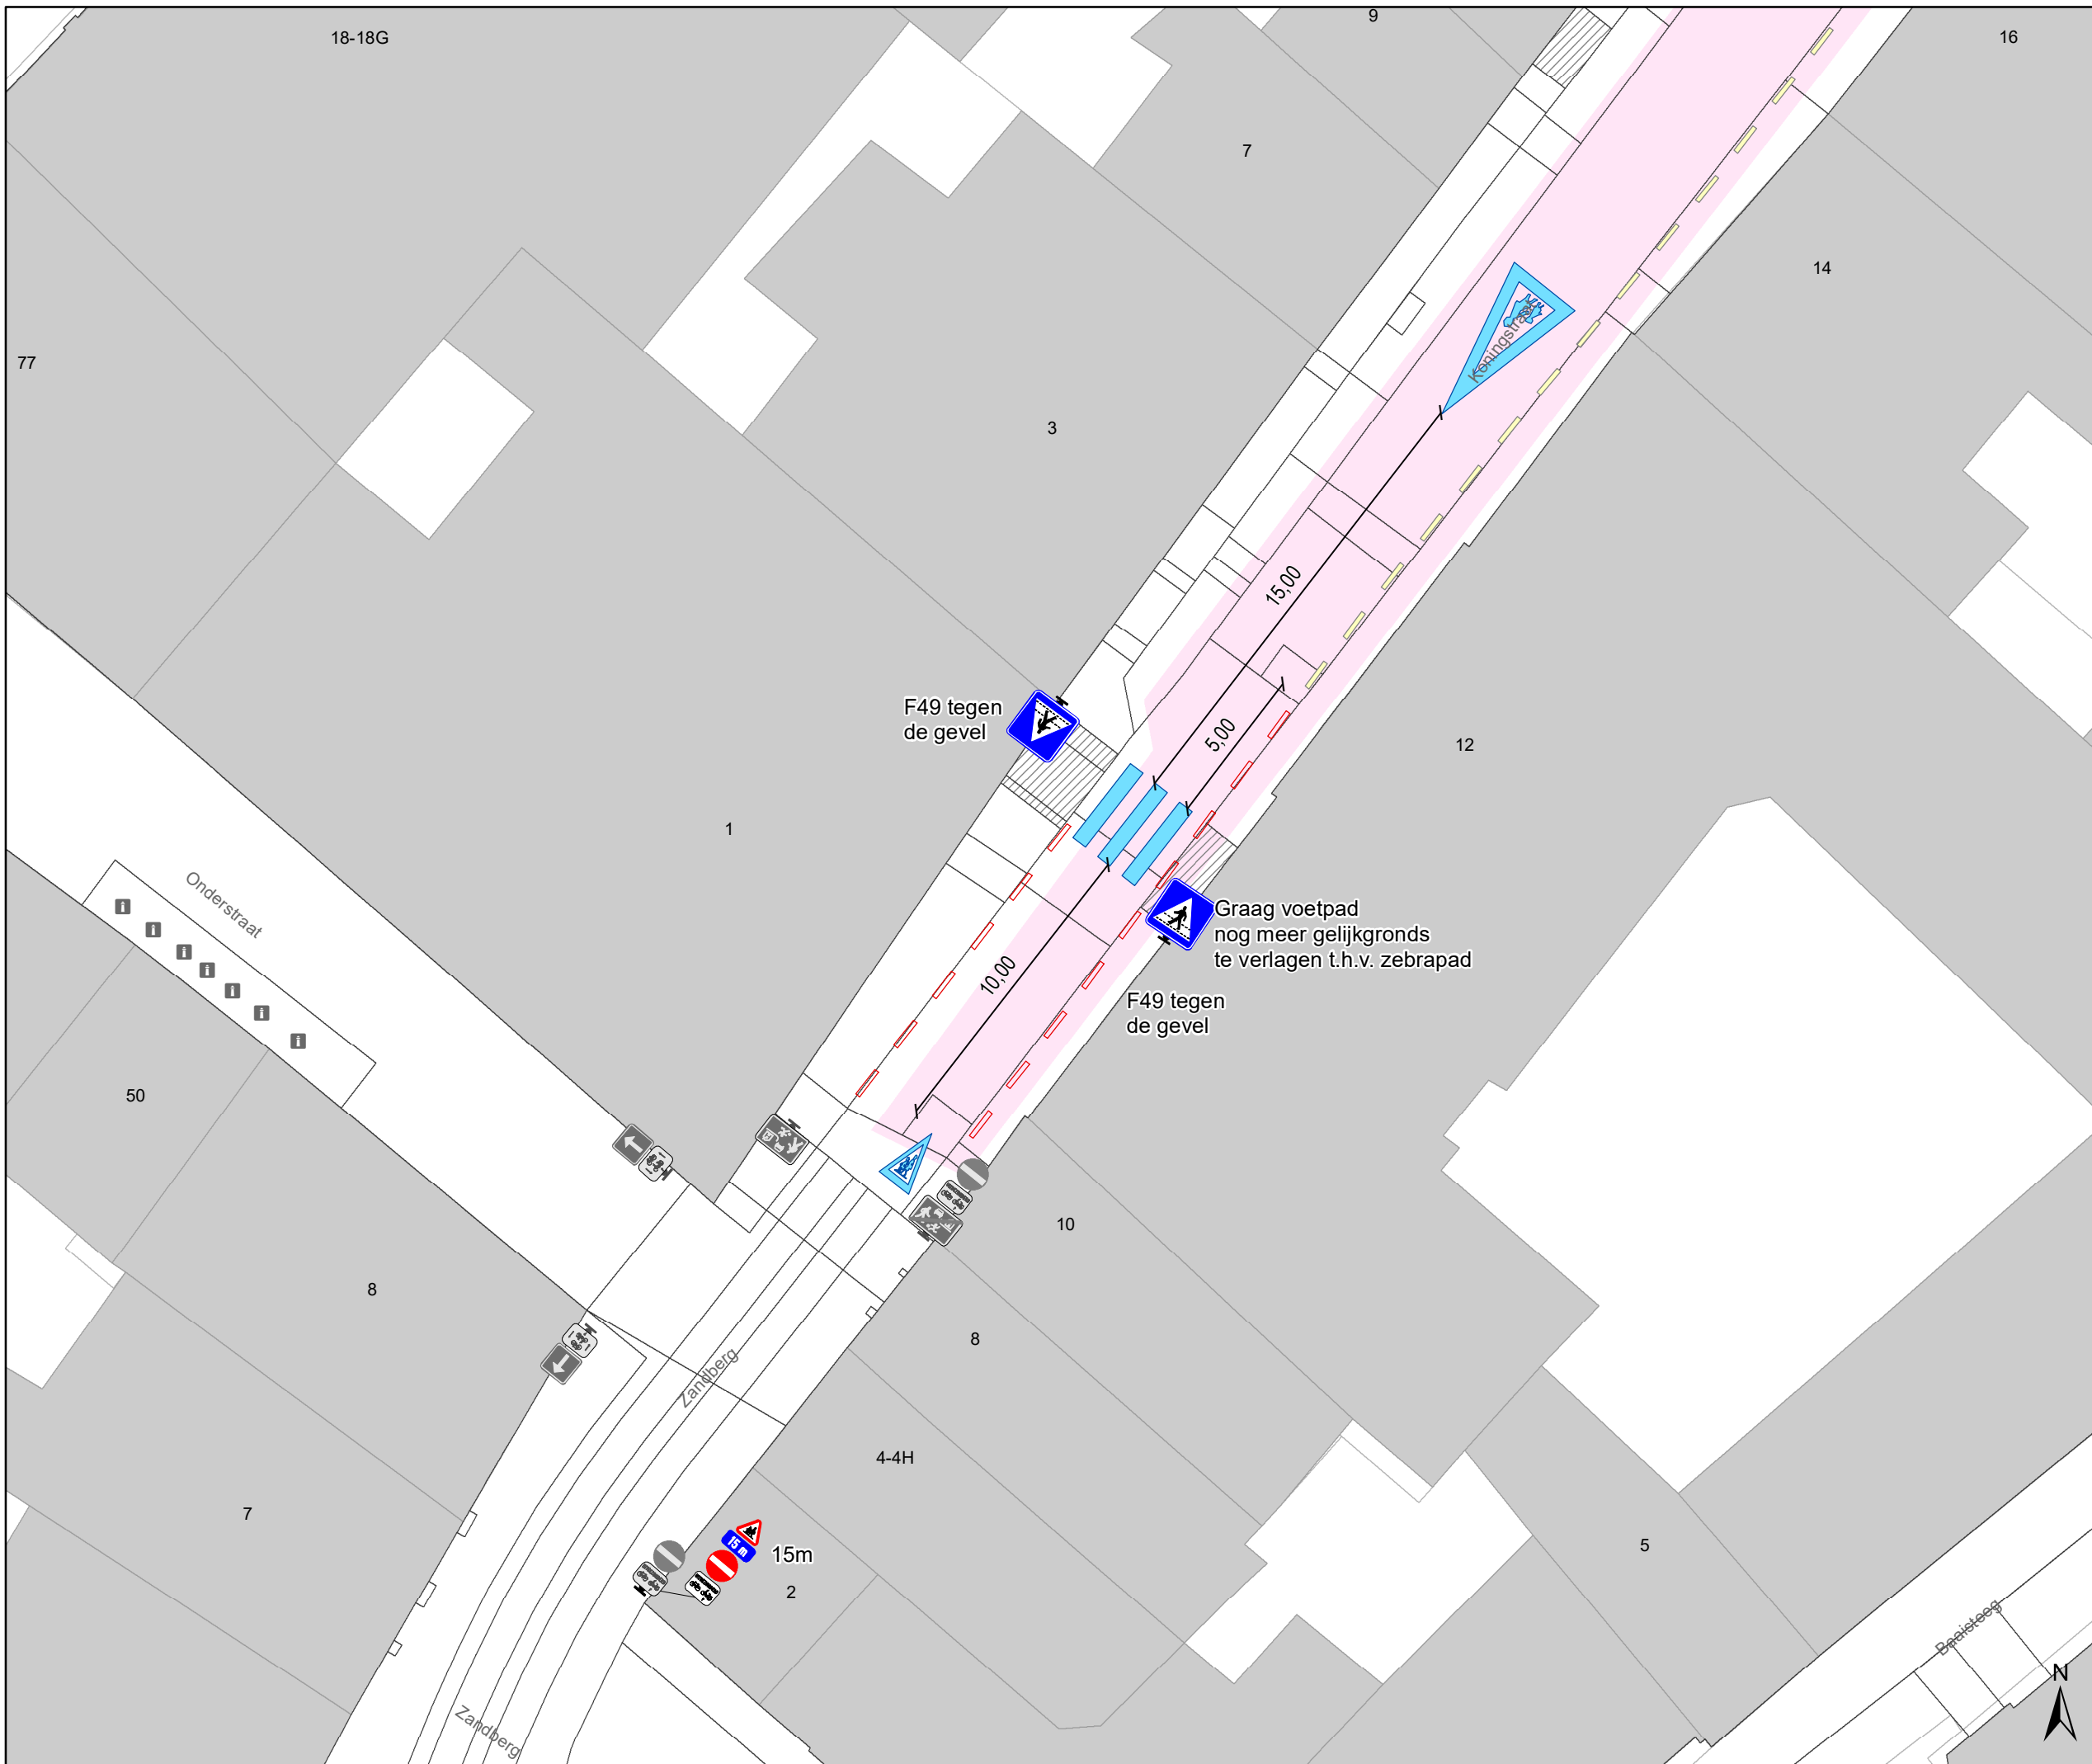 9
18-18G
16
7
14
77
Koningstraat
3
15,00
F49 tegen
de gevel
5,00
12
1
Onderstraat
Graag voetpad
nog meer gelijkgronds
te verlagen t.h.v. zebrapad
10,00
F49 tegen
de gevel
50
10
8
8
Zandberg
4-4H
7
15 m
15m
5
2
Baaisteeg
N
Zandberg